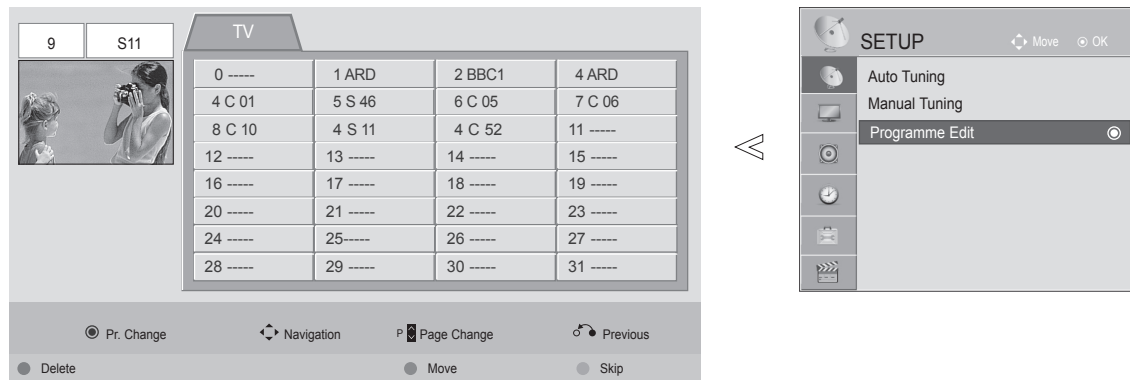 9 S11
TV
0 ----- 1 ARD 2 BBC1 4 ARD
4 C 01 5 S 46 6 C 05 7 C 06
8 C 10 4 S 11 4 C 52 11 -----
12 ----- 13 ----- 14 ----- 15 -----
16 ----- 17 ----- 18 ----- 19 -----
20 ----- 21 ----- 22 ----- 23 -----
24 ----- 25----- 26 ----- 27 -----
28 ----- 29 ----- 30 ----- 31 -----
Pr. Change Navigation P Page Change Previous
Delete Move Skip
SETUP Move OK
Auto Tuning
Manual Tuning
Programme Edit